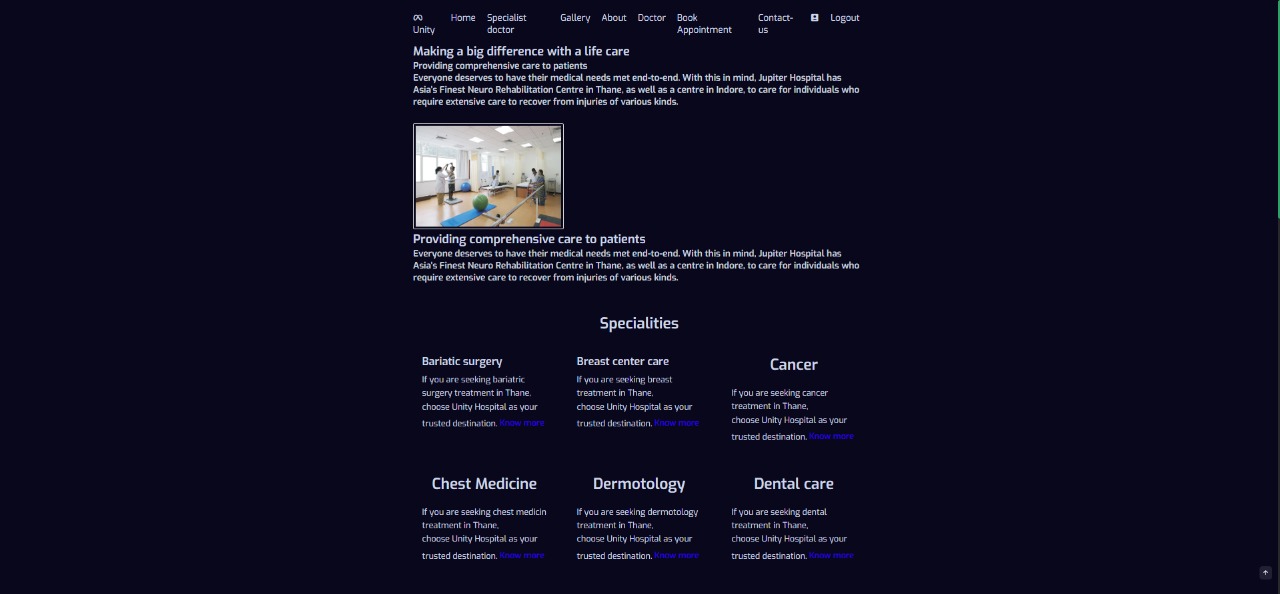 Home Specialist Gallery About Doctor Book Contact- Logout
Unity doctor Appointment us
Making a big difference with a life care
Providing comprehensive care to patients
Everyone deserves to have their medical needs met end-to-end. With this in mind, Jupiter Hospital has
Asia's Finest Neuro Rehabilitation Centre in Thane, as well as a centre in Indore, to care for individuals who
require extensive care to recover from injuries of various kinds.
Providing comprehensive care to patients
Everyone deserves to have their medical needs met end-to-end. With this in mind, Jupiter Hospital has
Asia's Finest Neuro Rehabilitation Centre in Thane, as well as a centre in Indore, to care for individuals who
require extensive care to recover from injuries of various kinds.
Specialities
Bariatic surgery
If you are seeking bariatric
surgery treatment in Thane,
choose Unity Hospital as your
trusted destination. Know more
Breast center care
If you are seeking breast
treatment in Thane,
choose Unity Hospital as your
trusted destination. Know more
Cancer
If you are seeking cancer
treatment in Thane,
choose Unity Hospital as your
trusted destination. Know more
Chest Medicine
If you are seeking chest medicin
treatment in Thane,
choose Unity Hospital as your
trusted destination. Know more
Dermotology
If you are seeking dermotology
treatment in Thane,
choose Unity Hospital as your
trusted destination. Know more
Dental care
If you are seeking dental
treatment in Thane,
choose Unity Hospital as your
trusted destination. Know more